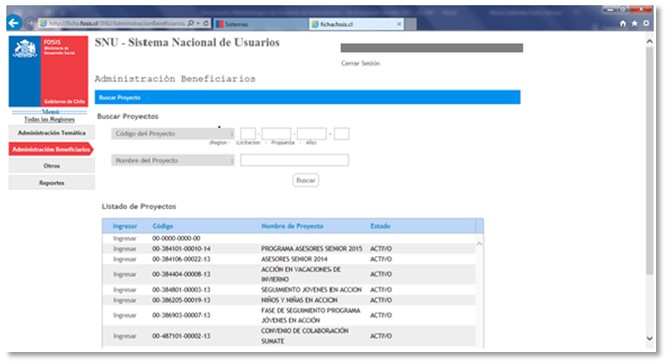 http://ficha.fosis.cl/SNU/AdministracionBeneficiarios
Sistemas
ficha.fosis.cl
FOSIS
Ministerio de
Desarrollo Social
Gobierno de Chile
SNU - Sistema Nacional de Usuarios
Cerrar Sesión
Administración Beneficiarios
Menú
Todas las Regiones
Administración Temática
Administración Beneficiarios
Otros
Reportes
Buscar Proyecto
Buscar Proyectos
Código del Proyecto :
(Region - (Licitacion - Propuesta - Año)
Nombre del Proyecto :
Buscar
Listado de Proyectos
Ingresar Código Nombre de Proyecto Estado
Ingresar 00-0000-0000-00
Ingresar 00-384101-00010-14 PROGRAMA ASESORES SENIOR 2015 ACTIVO
Ingresar 00-384106-00022-13 ASESORES SENIOR 2014 ACTIVO
Ingresar 00-384404-00008-13 ACCIÓN EN VACACIONES DE INVIERNO ACTIVO
Ingresar 00-384801-00003-13 SEGUIMIENTO JOVENES EN ACCION ACTIVO
Ingresar 00-386205-00019-13 NIÑOS Y NIÑAS EN ACCION ACTIVO
Ingresar 00-386903-00007-13 FASE DE SEGUIMIENTO PROGRAMA JÓVENES EN ACCIÓN ACTIVO
Ingresar 00-487101-00002-13 CONVENIO DE COLABORACIÓN SUMATE ACTIVO